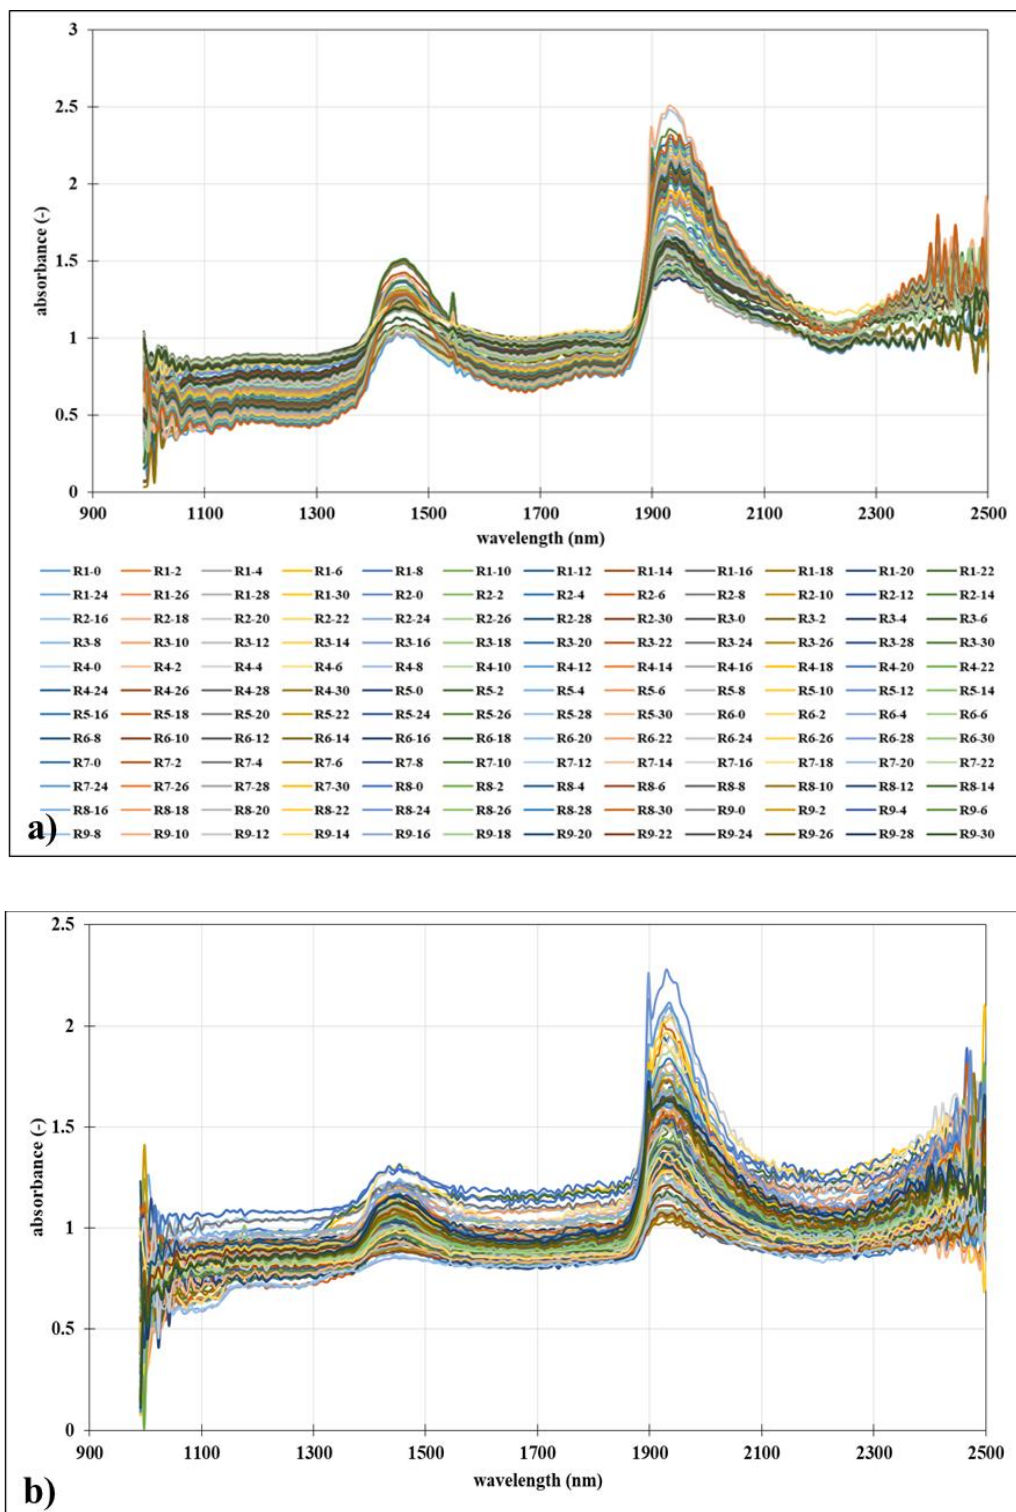 3
2.5
2
1.5
1
0.5
0
absorbance (-)
900 1100 1300 1500 1700 1900 2100 2300 2500
wavelength (nm)
R1-0 R1-2 R1-4 R1-6 R1-8 R1-10 R1-12 R1-14 R1-16 R1-18 R1-20 R1-22
R1-24 R1-26 R1-28 R1-30 R2-0 R2-2 R2-4 R2-6 R2-8 R2-10 R2-12 R2-14
R2-16 R2-18 R2-20 R2-22 R2-24 R2-26 R2-28 R2-30 R3-0 R3-2 R3-4 R3-6
R3-8 R3-10 R3-12 R3-14 R3-16 R3-18 R3-20 R3-22 R3-24 R3-26 R3-28 R3-30
R4-0 R4-2 R4-4 R4-6 R4-8 R4-10 R4-12 R4-14 R4-16 R4-18 R4-20 R4-22
R4-24 R4-26 R4-28 R4-30 R5-0 R5-2 R5-4 R5-6 R5-8 R5-10 R5-12 R5-14
R5-16 R5-18 R5-20 R5-22 R5-24 R5-26 R5-28 R5-30 R6-0 R6-2 R6-4 R6-6
R6-8 R6-10 R6-12 R6-14 R6-16 R6-18 R6-20 R6-22 R6-24 R6-26 R6-28 R6-30
R7-0 R7-2 R7-4 R7-6 R7-8 R7-10 R7-12 R7-14 R7-16 R7-18 R7-20 R7-22
R7-24 R7-26 R7-28 R7-30 R8-0 R8-2 R8-4 R8-6 R8-8 R8-10 R8-12 R8-14
R8-16 R8-18 R8-20 R8-22 R8-24 R8-26 R8-28 R8-30 R9-0 R9-2 R9-4 R9-6
R9-8 R9-10 R9-12 R9-14 R9-16 R9-18 R9-20 R9-22 R9-24 R9-26 R9-28 R9-30
a)
2.5
2
1.5
1
0.5
0
absorbance (-)
900 1100 1300 1500 1700 1900 2100 2300 2500
wavelength (nm)
b)